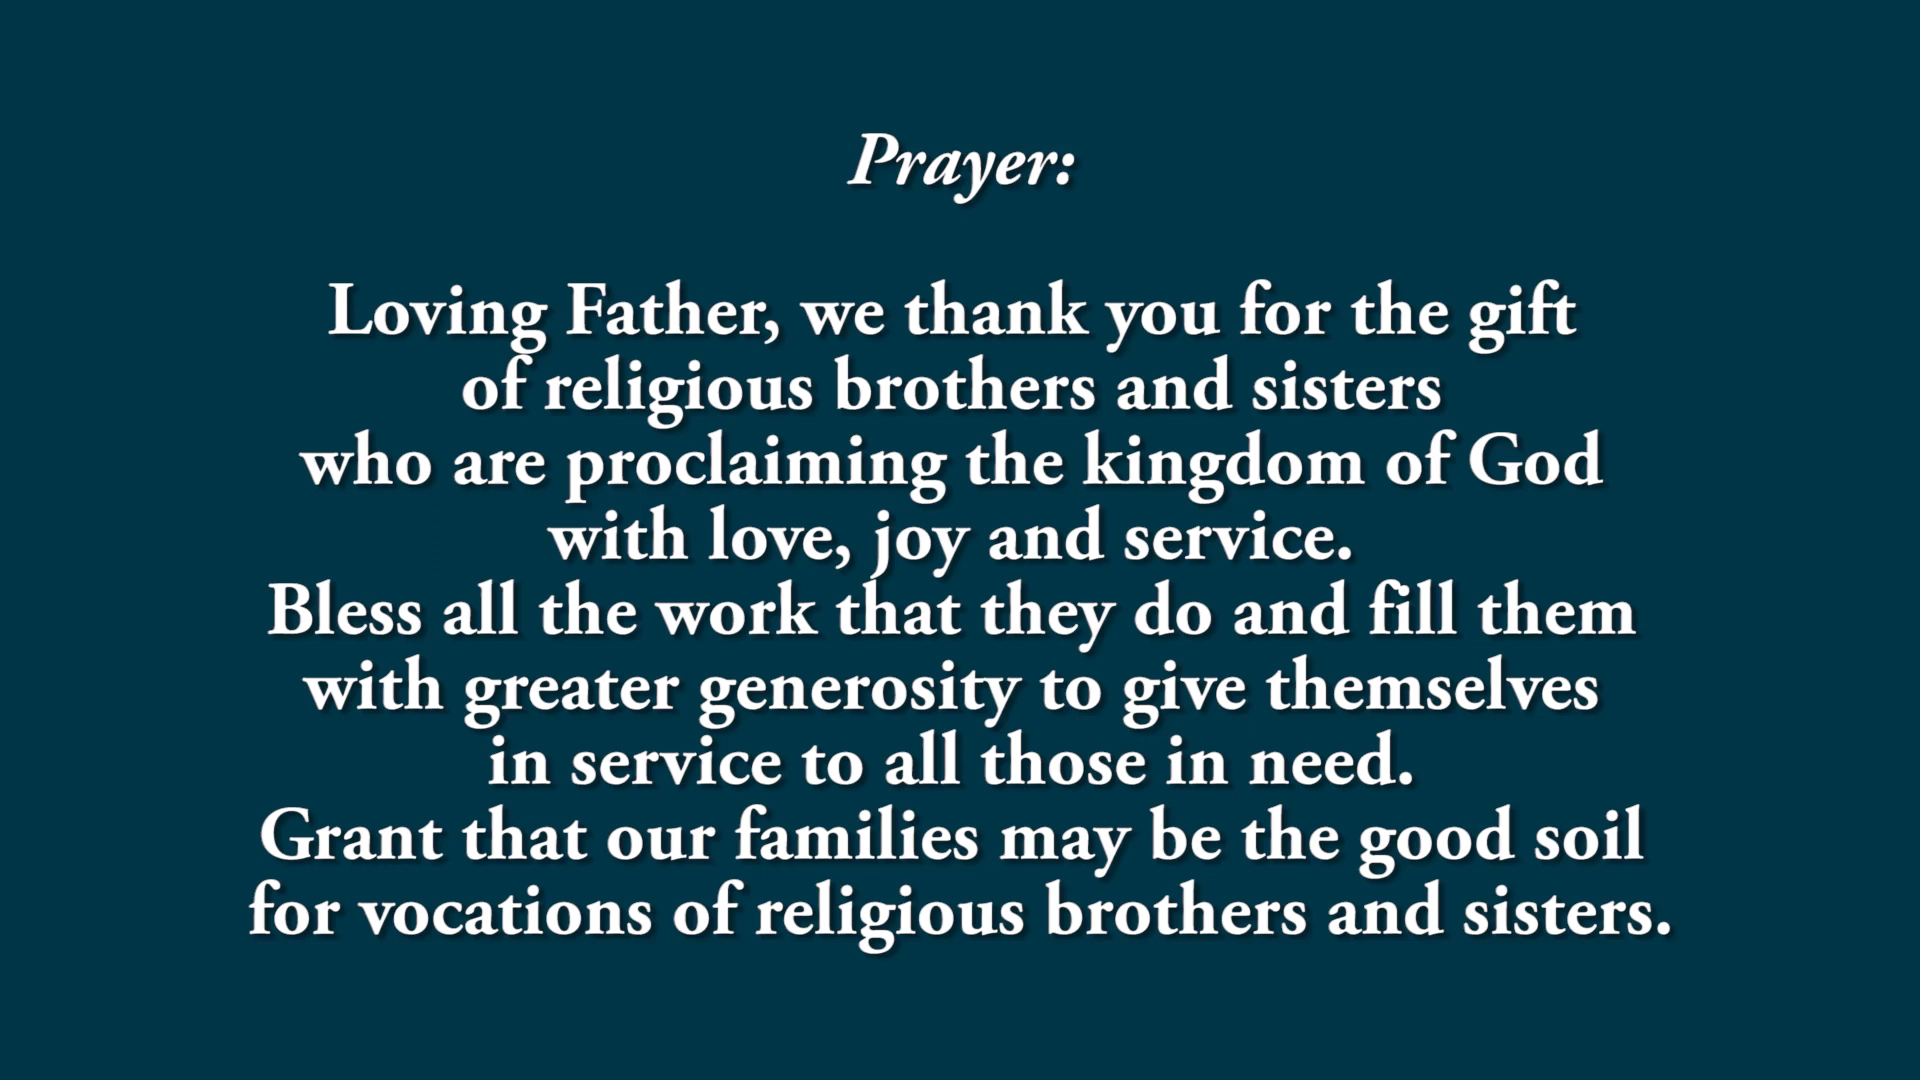 Prayer:
Loving Father, we thank you for the gift
of religious brothers and sisters
who are proclaiming the kingdom of God
with love, joy and service.
Bless all the work that they do and fill them
with greater generosity to give themselves
in service to all those in need.
Grant that our families may be the good soil
for vocations of religious brothers and sisters.